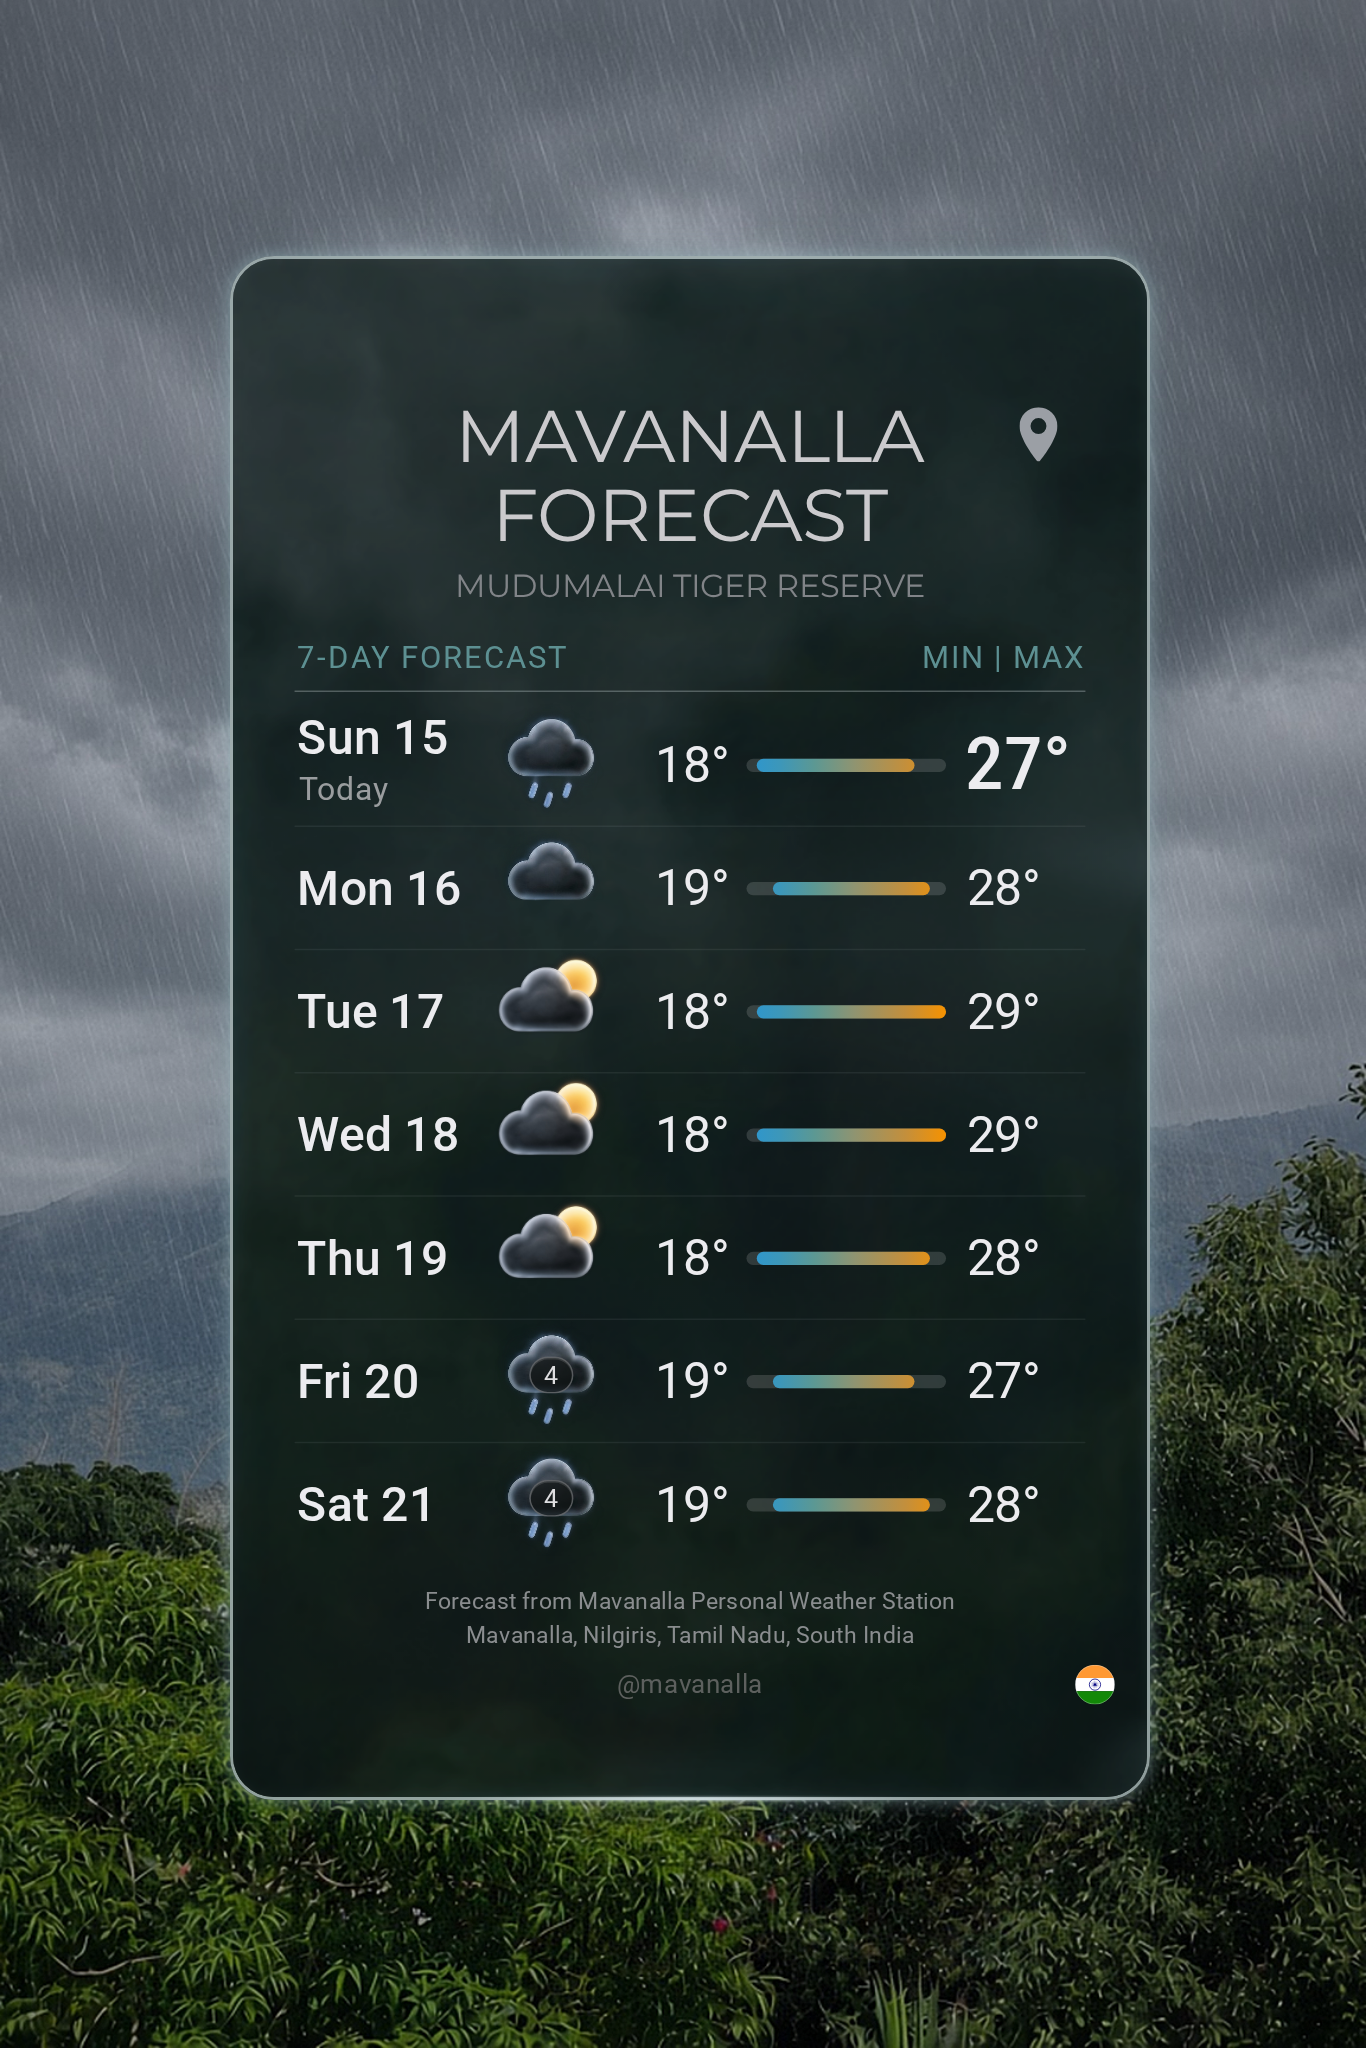 MAVANALLA
FORECAST
MUDUMALAI TIGER RESERVE
7-DAY FORECAST MIN | MAX
Sun 15 18° 27°
Today
Mon 16 19° 28°
Tue 17 18° 29°
Wed 18 18° 29°
Thu 19 18° 28°
Fri 20 4 19° 27°
Sat 21 4 19° 28°
Forecast from Mavanalla Personal Weather Station
Mavanalla, Nilgiris, Tamil Nadu, South India
@mavanalla